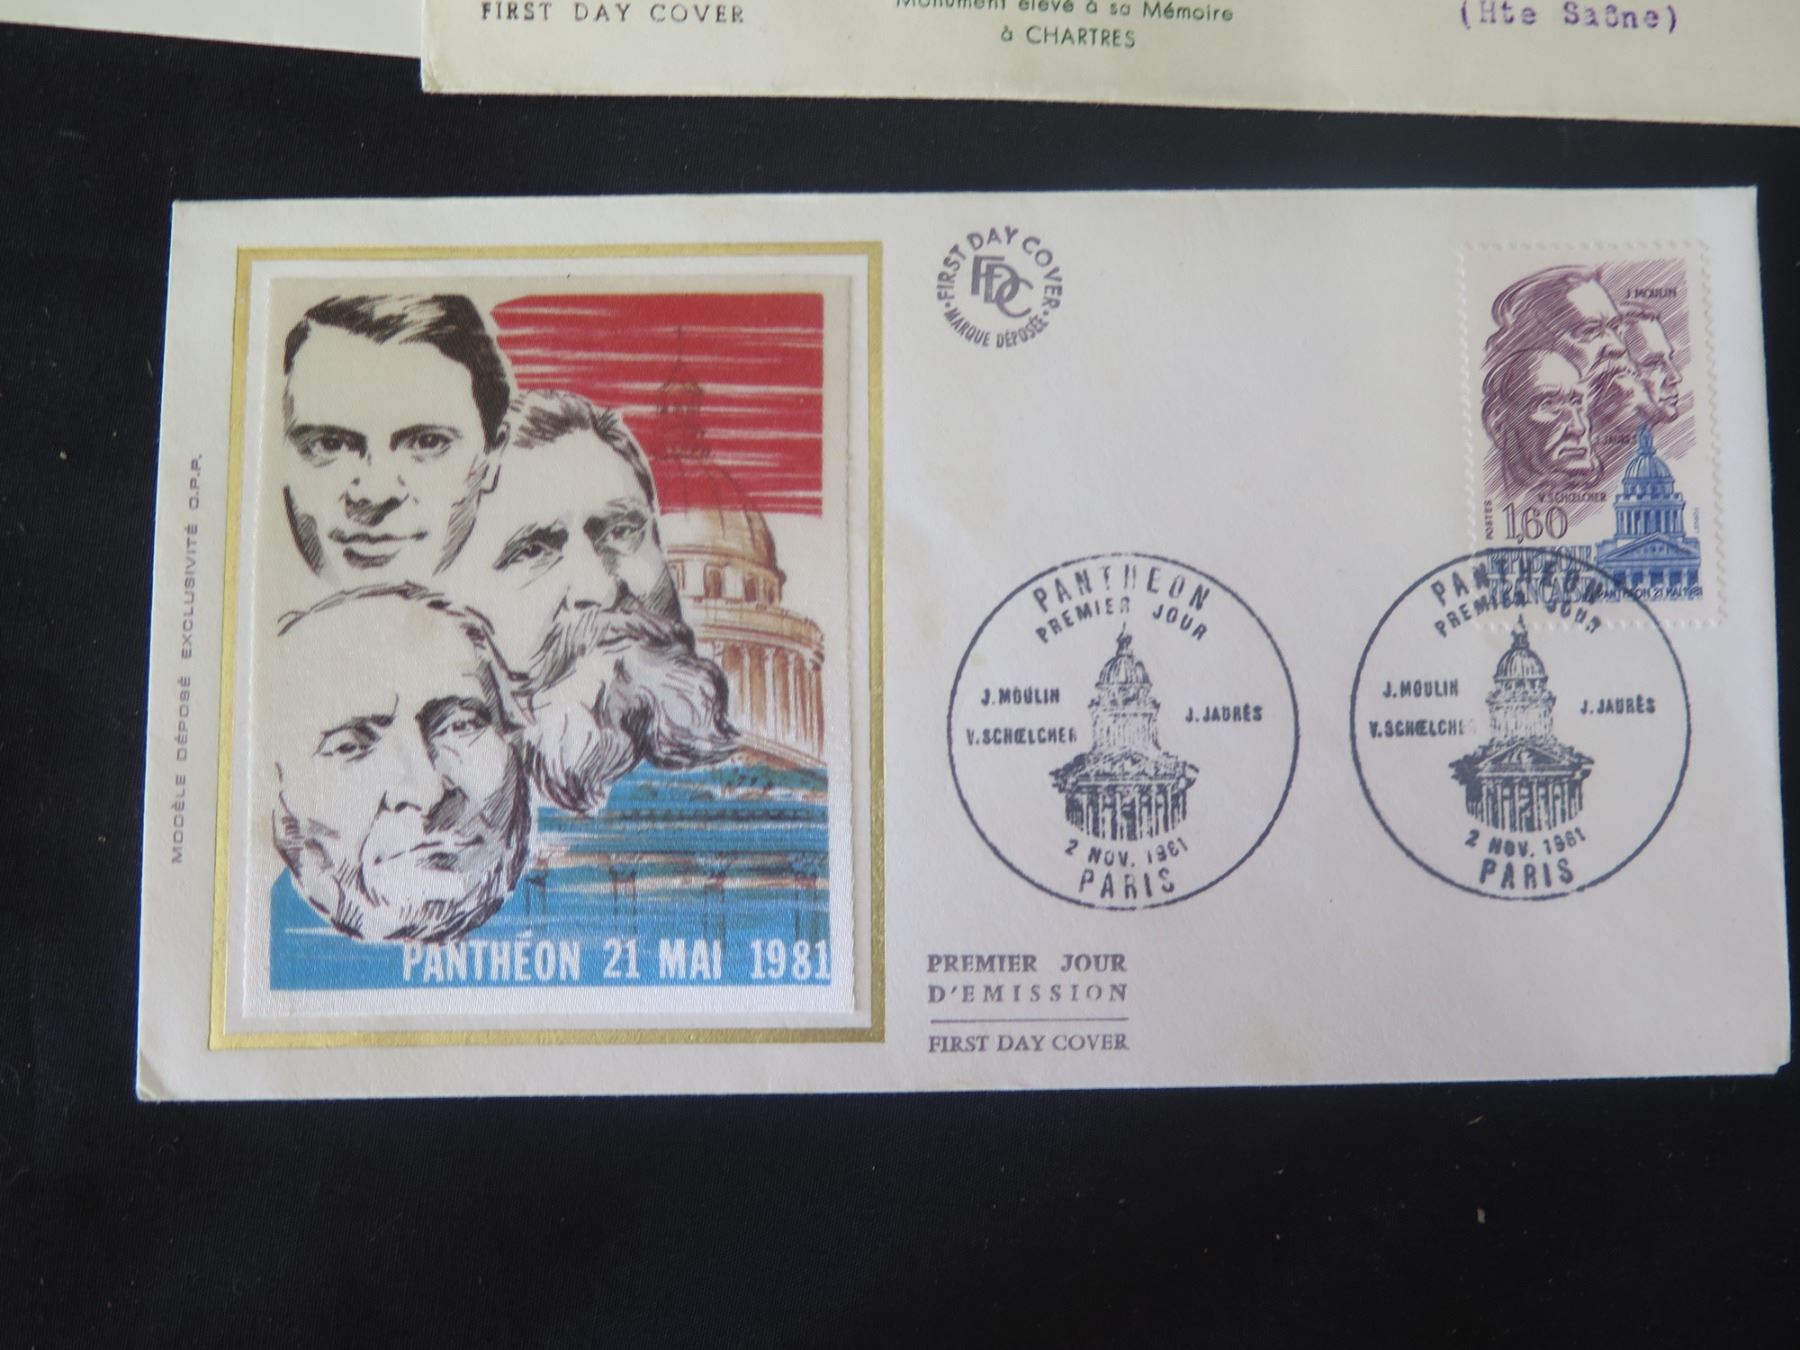 FIRST DAY COVER
Monument élevé à sa Mémoire
à CHARTRES
(Hte Saône)
MODÈLE DÉPOSÉ EXCLUSIVITÉ O.P.P.
PANTHÉON 21 MAI 1981
FIRST DAY COVER
FDC
MARQUE DÉPOSÉE
J.MOULIN
J.JAURÈS
V.SCHŒLCHER
POSTES
1,60
RÉPUBLIQUE
FRANÇAISE
PANTHÉON 21 MAI 1981
PANTHEON
PREMIER JOUR
J.MOULIN
V.SCHŒLCHER
J.JAURÈS
2 NOV. 1981
PARIS
PANTHEON
PREMIER JOUR
J.MOULIN
V.SCHŒLCHER
J.JAURÈS
2 NOV. 1981
PARIS
PREMIER JOUR
D'EMISSION
FIRST DAY COVER